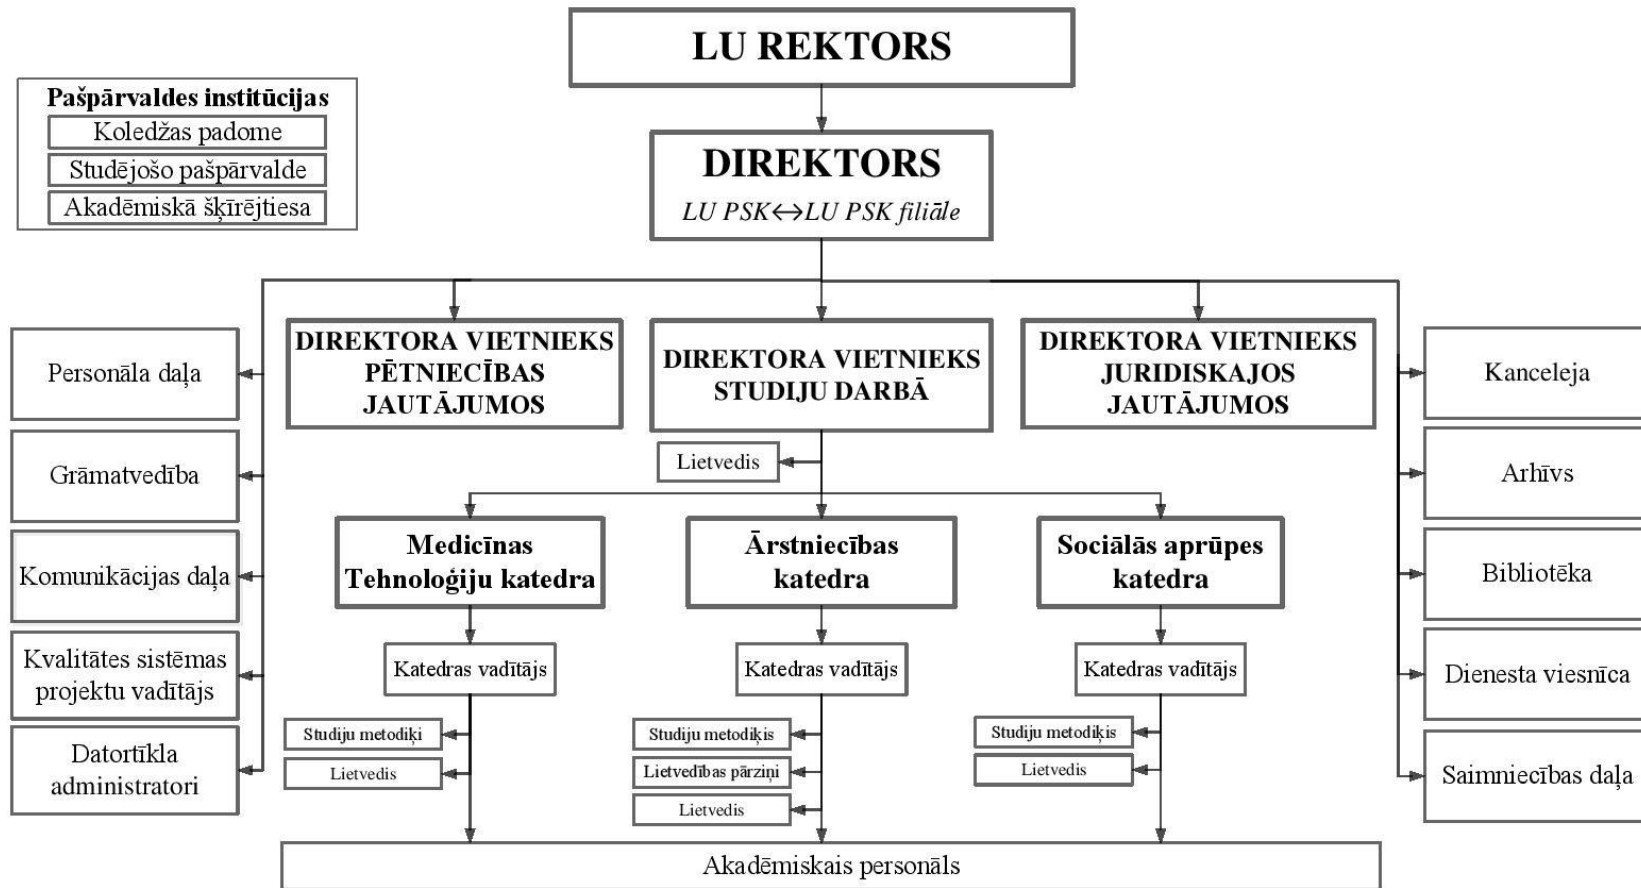 LU REKTORS
Pašpārvaldes institūcijas
Koledžas padome
Studējošo pašpārvalde
Akadēmiskā šķīrējtiesa
DIREKTORS
LU PSK↔LU PSK filiāle
DIREKTORA VIETNIEKS
PĒTNIECĪBAS
JAUTĀJUMOS
DIREKTORA VIETNIEKS
STUDIJU DARBĀ
DIREKTORA VIETNIEKS
JURIDISKAJOS
JAUTĀJUMOS
Personāla daļa
Grāmatvedība
Komunikācijas daļa
Kvalitātes sistēmas
projektu vadītājs
Datortīkla
administratori
Lietvedis
Medicīnas
Tehnoloģiju katedra
Ārstniecības
katedra
Sociālās aprūpes
katedra
Katedras vadītājs
Katedras vadītājs
Katedras vadītājs
Studiju metodiķi
Lietvedis
Studiju metodiķis
Lietvedības pārziņi
Lietvedis
Studiju metodiķis
Lietvedis
Kanceleja
Arhīvs
Bibliotēka
Dienesta viesnīca
Saimniecības daļa
Akadēmiskais personāls